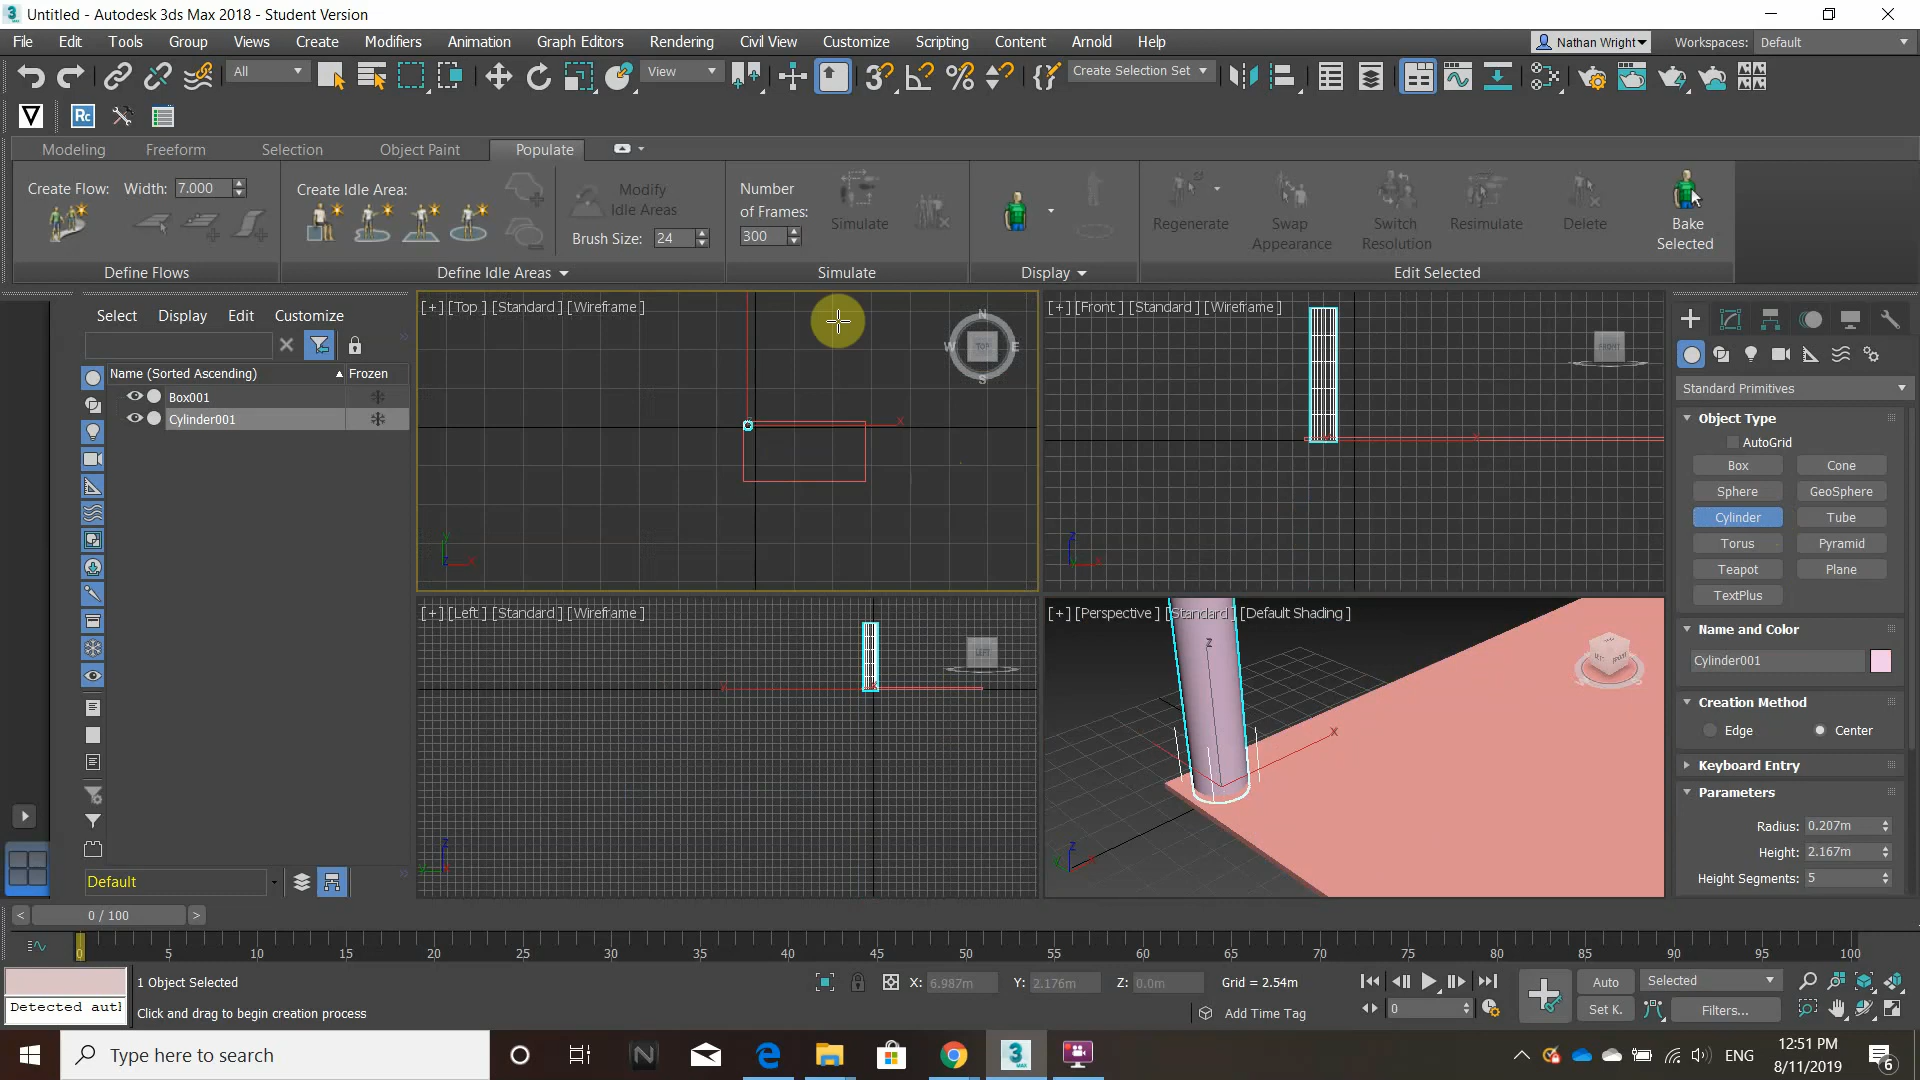 Untitled - Autodesk 3ds Max 2018 - Student Version
File Edit Tools Group Views Create Modifiers Animation Graph Editors Rendering Civil View Customize Scripting Content Arnold Help Nathan Wright Workspaces: Default
All View Create Selection Set
Rc
Modeling Freeform Selection Object Paint Populate
Create Flow: Width: 7.000 Create Idle Area: Modify Idle Areas Number of Frames: Simulate Regenerate Swap Appearance Switch Resolution Resimulate Delete Bake Selected
Brush Size: 24 300
Define Flows Define Idle Areas Simulate Display Edit Selected
Select Display Edit Customize
Name (Sorted Ascending) Frozen
Box001
Cylinder001
Default
[+] [Top ] [Standard ] [Wireframe ]
N
W TOP E
S
x
[+] [Front ] [Standard ] [Wireframe ]
FRONT
[+] [Left ] [Standard ] [Wireframe ]
LEFT
[+] [Perspective ] [Standard ] [Default Shading ]
z
x
Standard Primitives
Object Type
AutoGrid
Box Cone
Sphere GeoSphere
Cylinder Tube
Torus Pyramid
Teapot Plane
TextPlus
Name and Color
Cylinder001
Creation Method
Edge Center
Keyboard Entry
Parameters
Radius: 0.207m
Height: 2.167m
Height Segments: 5
< 0 / 100 >
0 5 10 15 20 25 30 35 40 45 50 55 60 65 70 75 80 85 90 95 100
1 Object Selected X: 6.987m Y: 2.176m Z: 0.0m Grid = 2.54m Auto Selected
Detected auth Click and drag to begin creation process Add Time Tag 0 Set K. Filters...
Type here to search
ENG
12:51 PM
8/11/2019
6